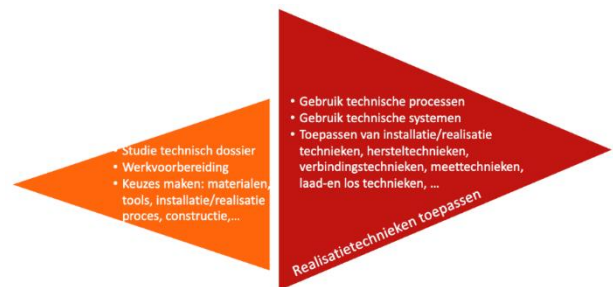 • Studie technisch dossier
• Werkvoorbereiding
• Keuzes maken: materialen,
tools, installatie/realisatie
proces, constructie,...
• Gebruik technische processen
• Gebruik technische systemen
• Toepassen van installatie/realisatie
technieken, hersteltechnieken,
verbindingstechnieken, meettechnieken,
laad-en los technieken, ...
Realisatietechnieken toepassen